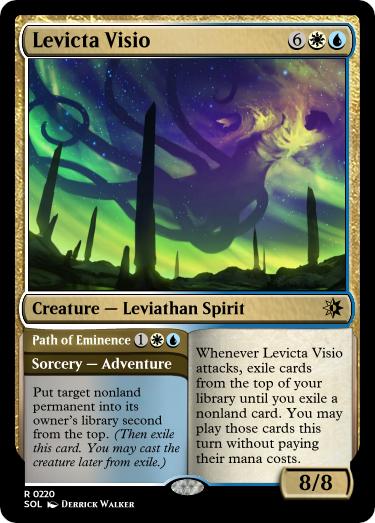 Levicta Visio 6
Creature — Leviathan Spirit
Path of Eminence 1
Sorcery — Adventure
Put target nonland
permanent into its
owner's library second
from the top. (Then exile
this card. You may cast the
creature later from exile.)
Whenever Levicta Visio
attacks, exile cards
from the top of your
library until you exile a
nonland card. You may
play those cards this
turn without paying
their mana costs.
8/8
R 0220
SOL Derrick Walker